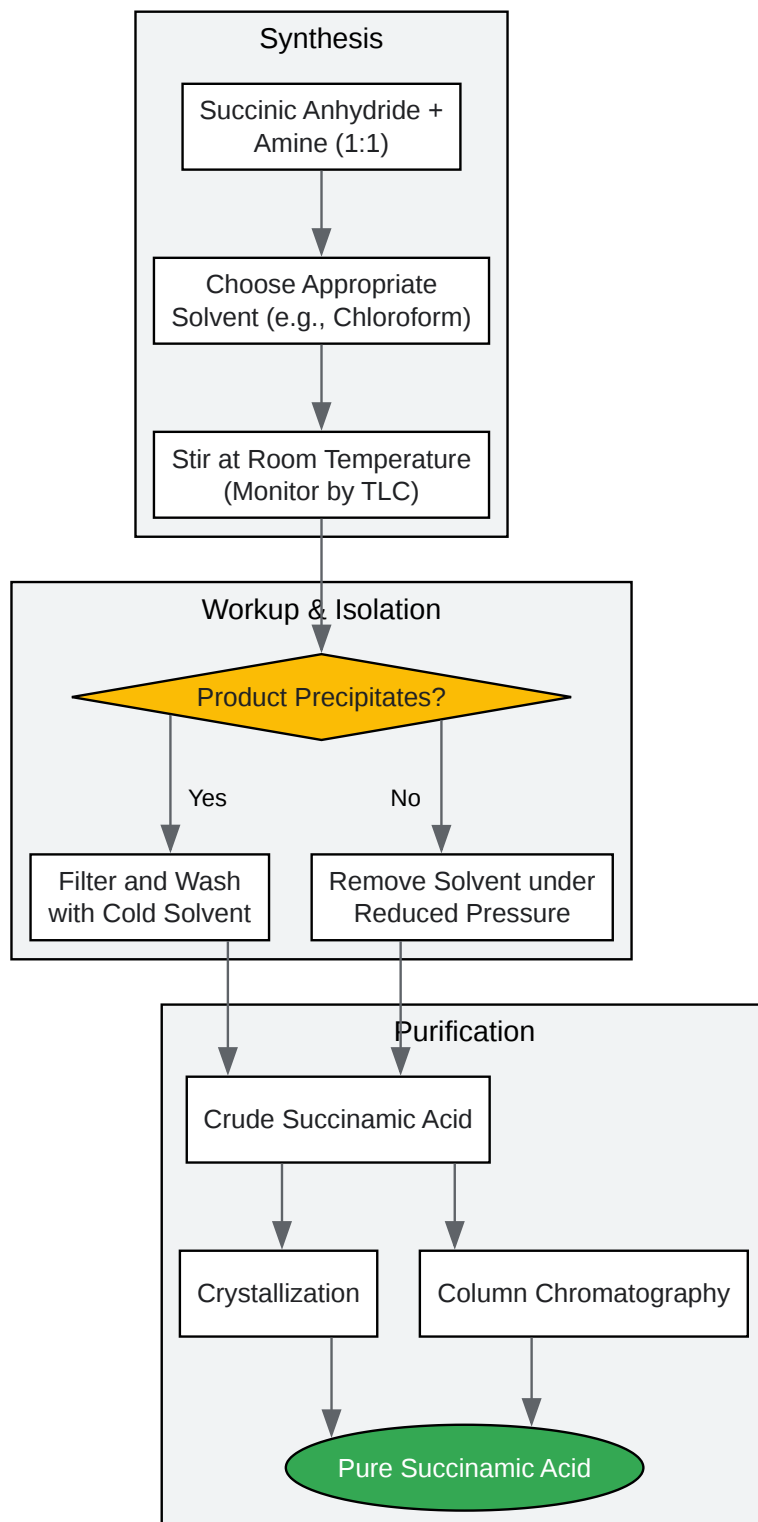 Synthesis
Succinic Anhydride +
Amine (1:1)
Choose Appropriate
Solvent (e.g., Chloroform)
Stir at Room Temperature
(Monitor by TLC)
Workup & Isolation
Product Precipitates?
Yes
No
Filter and Wash
with Cold Solvent
Remove Solvent under
Reduced Pressure
Purification
Crude Succinamic Acid
Crystallization
Column Chromatography
Pure Succinamic Acid